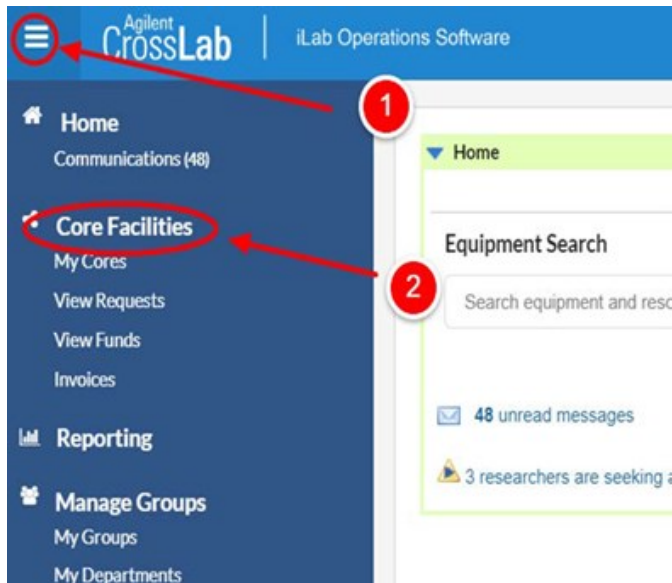 Agilent
CrossLab
iLab Operations Software
1
Home
Communications (48)
Core Facilities
My Cores
View Requests
View Funds
Invoices
Reporting
Manage Groups
My Groups
My Departments
Home
Equipment Search
2
Search equipment and
48 unread messages
3 researchers are seeking